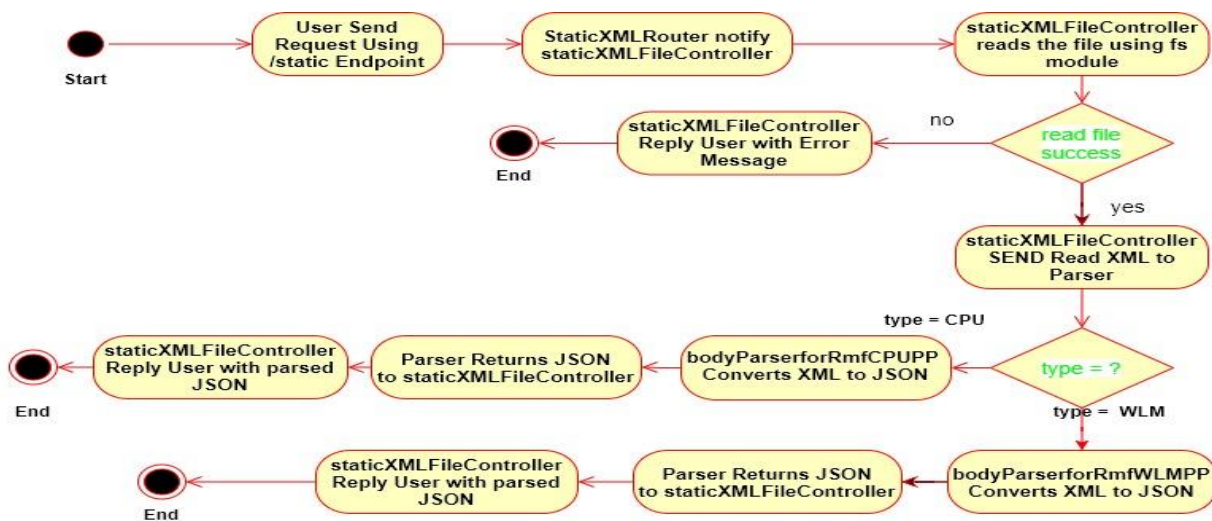 Start
User Send
Request Using
/static Endpoint
StaticXMLRouter notify
staticXMLFileController
staticXMLFileController
reads the file using fs
module
read file
success
no
staticXMLFileController
Reply User with Error
Message
End
yes
staticXMLFileController
SEND Read XML to
Parser
type = ?
type = CPU
bodyParserforRmfCPUPP
Converts XML to JSON
Parser Returns JSON
to staticXMLFileController
staticXMLFileController
Reply User with parsed
JSON
End
type = WLM
bodyParserforRmfWLMPP
Converts XML to JSON
Parser Returns JSON
to staticXMLFileController
staticXMLFileController
Reply User with parsed
JSON
End